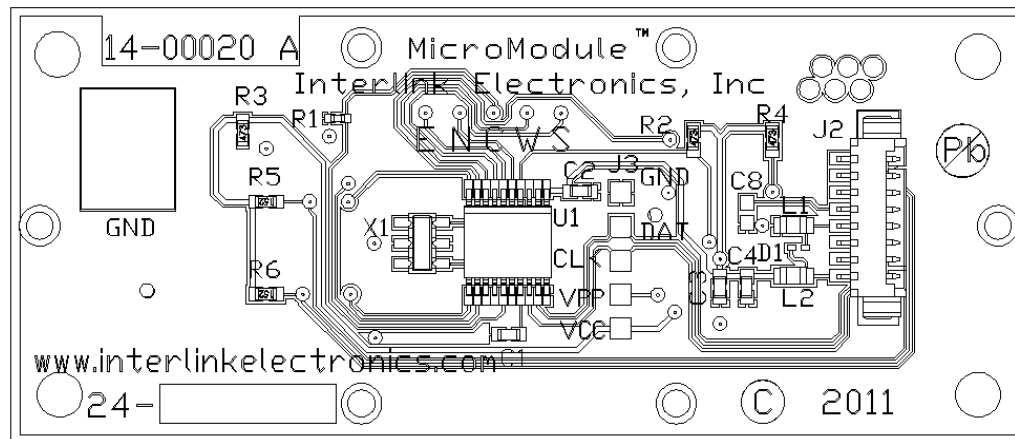 14-00020 A
MicroModule™
Interlink Electronics, Inc
R3
R1
E N C W S
R2
R4
J2
Pb
R5
C2
J3
GND
C8
GND
X1
U1
DAT
L1
CLK
D1
R6
VPP
C3
C4
L2
VCC
C1
www.interlinkelectronics.com
24-
C 2011